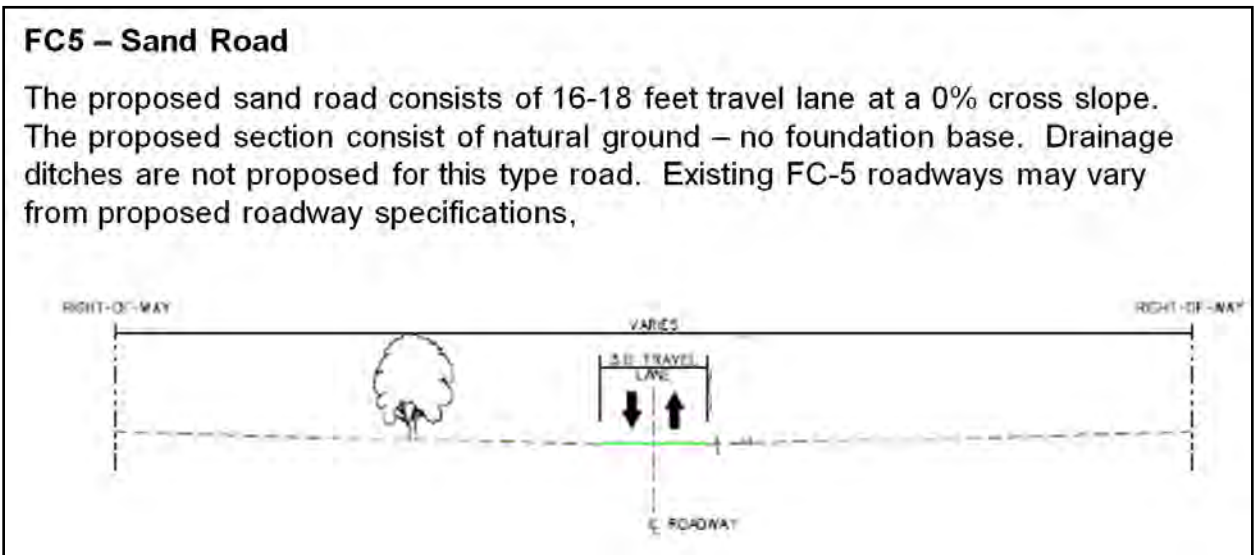 FC5 – Sand Road
The proposed sand road consists of 16-18 feet travel lane at a 0% cross slope.
The proposed section consist of natural ground – no foundation base. Drainage
ditches are not proposed for this type road. Existing FC-5 roadways may vary
from proposed roadway specifications,
RIGHT-OF-WAY
RIGHT-OF-WAY
VARIES
TRAVEL
LANE
℄ ROADWAY